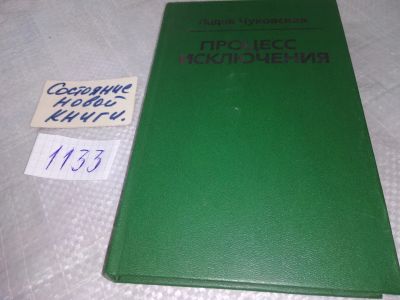 Лидия Чуковская
ПРОЦЕСС
ИСКЛЮЧЕНИЯ
Состояние
новой
книги.
1133